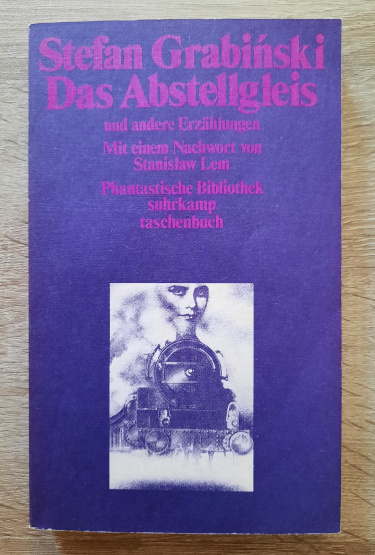 Stefan Grabiński
Das Abstellgleis
und andere Erzählungen
Mit einem Nachwort von
Stanisław Lem
Phantastische Bibliothek
suhrkamp
taschenbuch